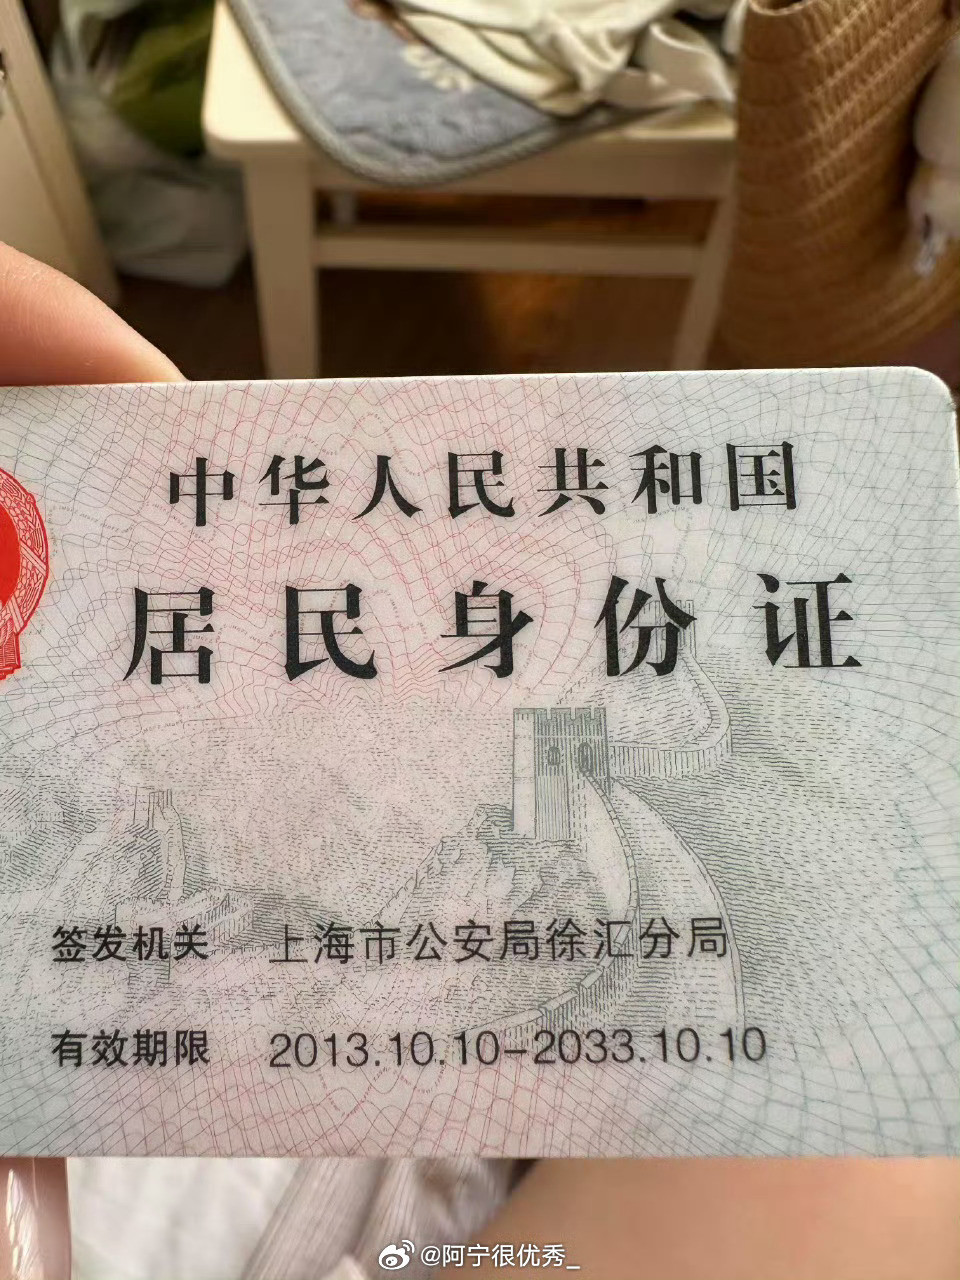 中华人民共和国
居民身份证
签发机关 上海市公安局徐汇分局
有效期限 2013.10.10-2033.10.10
@阿宁很优秀_